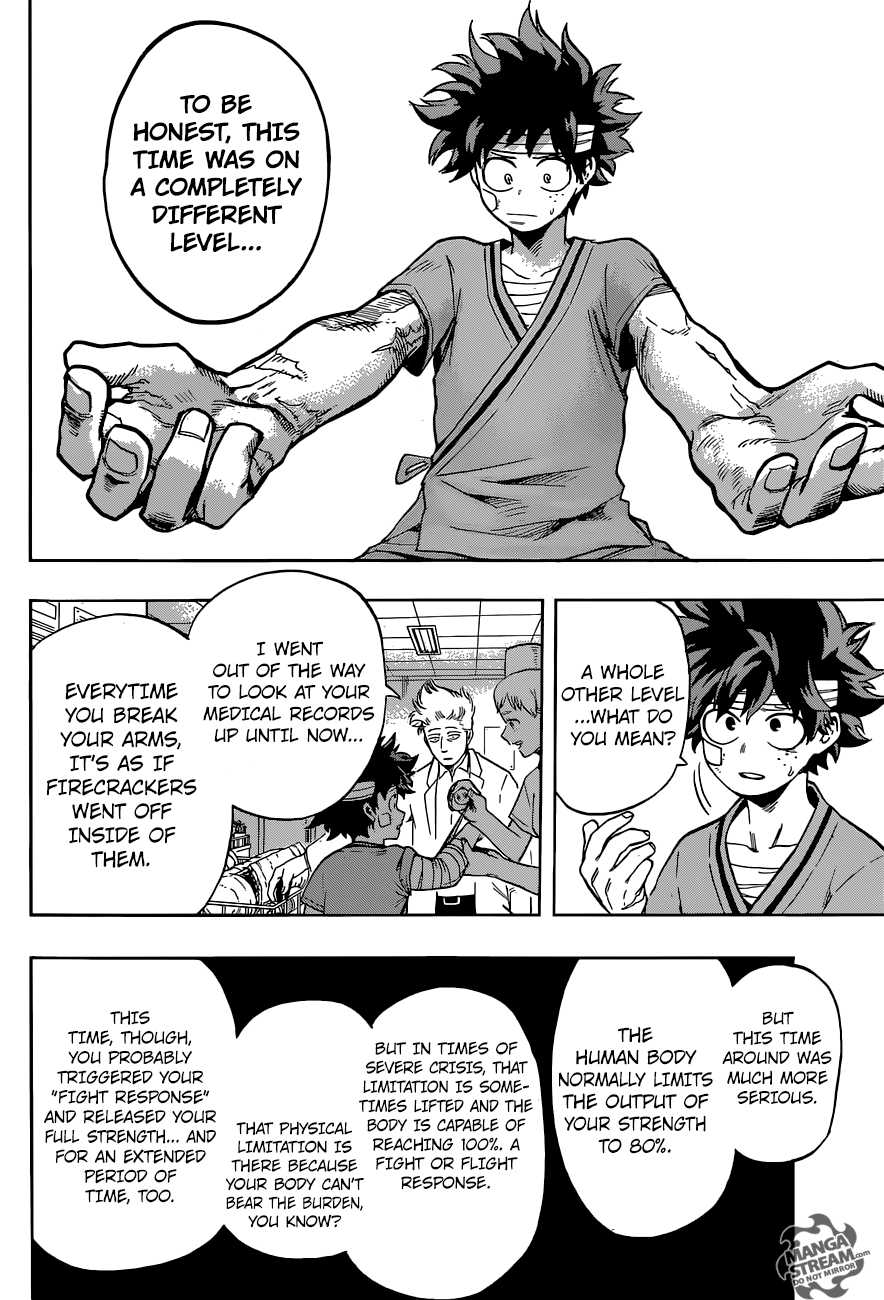 TO BE
HONEST, THIS
TIME WAS ON
A COMPLETELY
DIFFERENT
LEVEL...
A WHOLE
OTHER LEVEL
...WHAT DO
YOU MEAN?
I WENT
OUT OF THE WAY
TO LOOK AT YOUR
MEDICAL RECORDS
UP UNTIL NOW...
EVERYTIME
YOU BREAK
YOUR ARMS,
IT'S AS IF
FIRECRACKERS
WENT OFF
INSIDE OF
THEM.
BUT
THIS TIME
AROUND WAS
MUCH MORE
SERIOUS.
THE
HUMAN BODY
NORMALLY LIMITS
THE OUTPUT OF
YOUR STRENGTH
TO 80%.
BUT IN TIMES OF
SEVERE CRISIS, THAT
LIMITATION IS SOME-
TIMES LIFTED AND THE
BODY IS CAPABLE OF
REACHING 100%. A
FIGHT OR FLIGHT
RESPONSE.
THAT PHYSICAL
LIMITATION IS
THERE BECAUSE
YOUR BODY CAN'T
BEAR THE BURDEN,
YOU KNOW?
THIS
TIME, THOUGH,
YOU PROBABLY
TRIGGERED YOUR
"FIGHT RESPONSE"
AND RELEASED YOUR
FULL STRENGTH... AND
FOR AN EXTENDED
PERIOD OF
TIME, TOO.
MANGA
STREAM.COM
DO NOT MIRROR